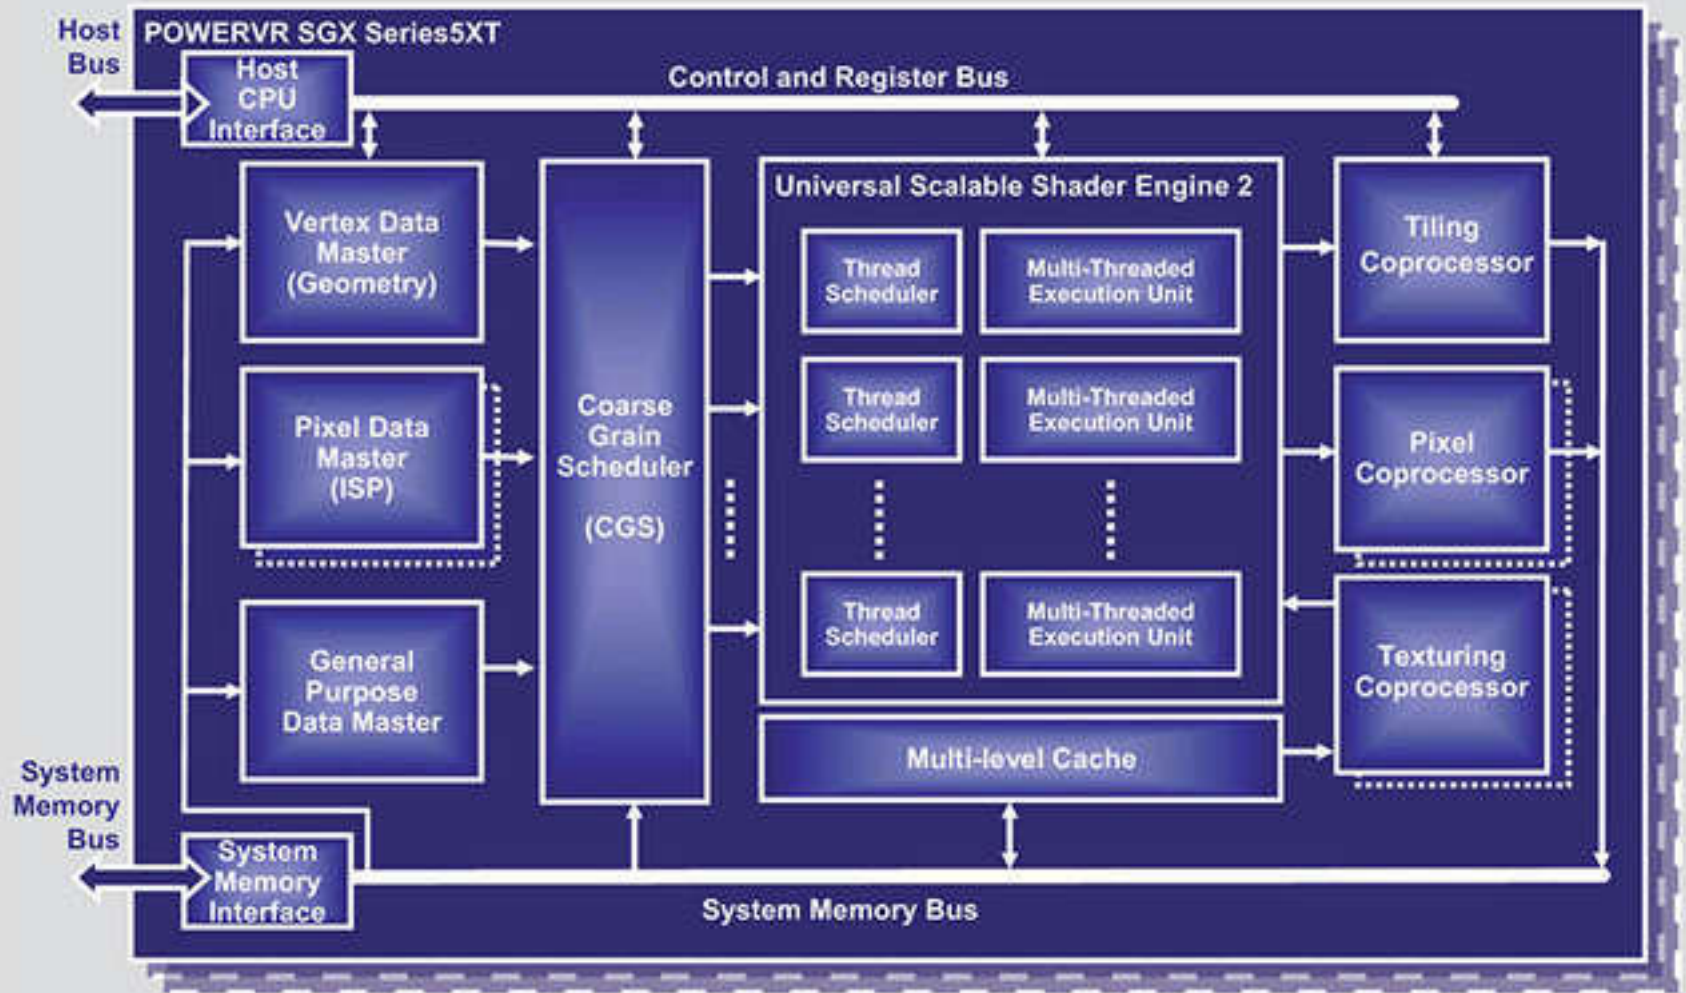 Host
Bus
POWERVR SGX Series5XT
Host
CPU
Interface
Control and Register Bus
Vertex Data
Master
(Geometry)
Pixel Data
Master
(ISP)
General
Purpose
Data Master
Coarse
Grain
Scheduler
(CGS)
Universal Scalable Shader Engine 2
Thread
Scheduler
Multi-Threaded
Execution Unit
Thread
Scheduler
Multi-Threaded
Execution Unit
Thread
Scheduler
Multi-Threaded
Execution Unit
Multi-level Cache
Tiling
Coprocessor
Pixel
Coprocessor
Texturing
Coprocessor
System
Memory
Bus
System
Memory
Interface
System Memory Bus